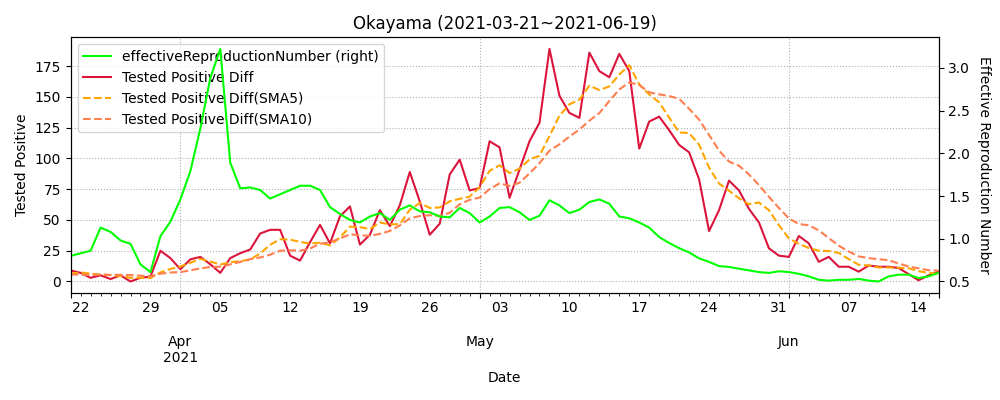 Okayama (2021-03-21~2021-06-19)
effectiveReproductionNumber (right)
Tested Positive Diff
Tested Positive Diff(SMA5)
Tested Positive Diff(SMA10)
Tested Positive
175
150
125
100
75
50
25
0
3.0
2.5
2.0
1.5
1.0
0.5
Effective Reproduction Number
22 29 05 12 19 26 03 10 17 24 31 07 14
Apr May Jun
2021
Date